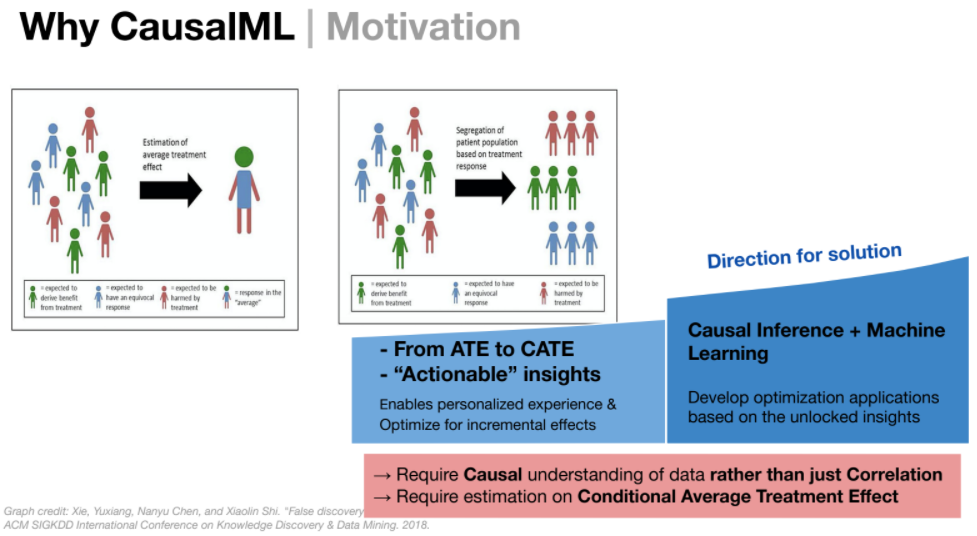 Why CausalML | Motivation
Estimation of
average treatment
effect
= expected to
derive benefit
from treatment
= expected to
have an equivocal
response
= expected to be
harmed by
treatment
= response in the
"average"
Segregation of
patient population
based on treatment
response
= expected to
derive benefit
from treatment
= expected to have
an equivocal
response
= expected to be
harmed by
treatment
Direction for solution
- From ATE to CATE
- “Actionable” insights
Enables personalized experience &
Optimize for incremental effects
Causal Inference + Machine
Learning
Develop optimization applications
based on the unlocked insights
→ Require Causal understanding of data rather than just Correlation
→ Require estimation on Conditional Average Treatment Effect
Graph credit: Xie, Yuxiang, Nanyu Chen, and Xiaolin Shi. "False discovery
ACM SIGKDD International Conference on Knowledge Discovery & Data Mining. 2018.